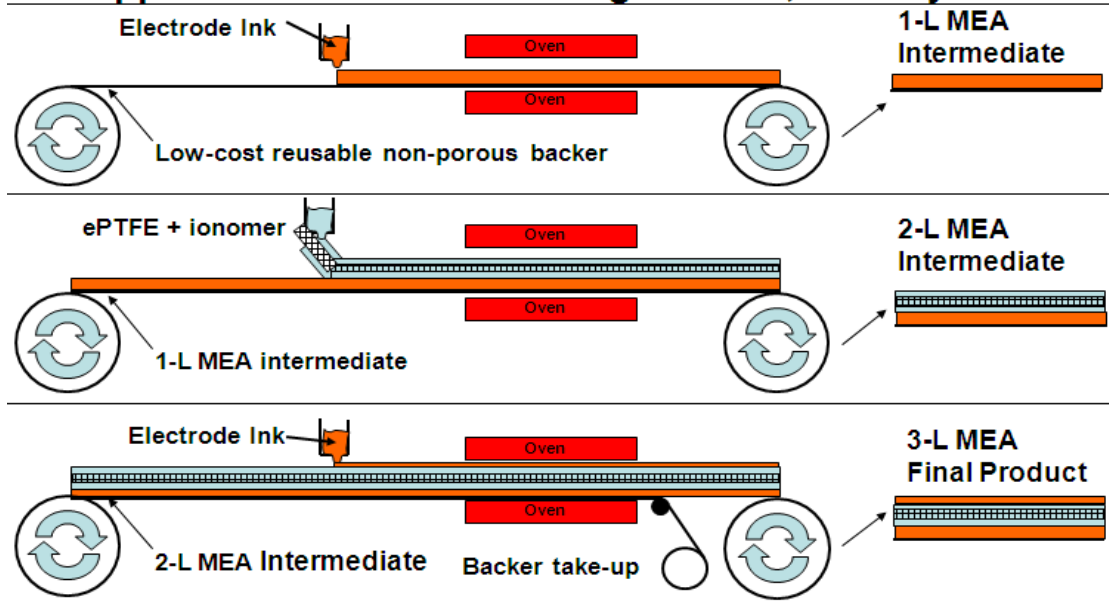 Electrode Ink
Oven
Oven
Low-cost reusable non-porous backer
1-L MEA
Intermediate
ePTFE + ionomer
Oven
Oven
1-L MEA intermediate
2-L MEA
Intermediate
Electrode Ink
Oven
Oven
2-L MEA Intermediate
Backer take-up
3-L MEA
Final Product